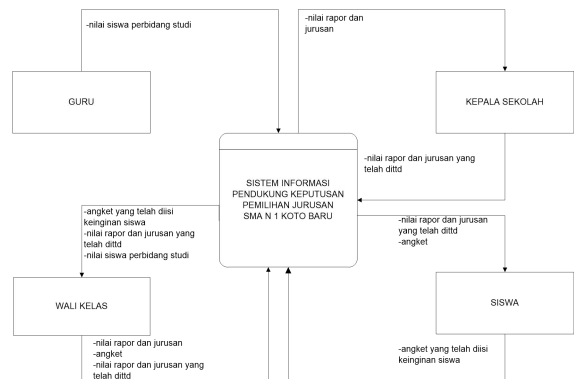 -nilai siswa perbidang studi
-nilai rapor dan
jurusan
GURU
KEPALA SEKOLAH
-nilai rapor dan jurusan yang
telah dittd
SISTEM INFORMASI
PENDUKUNG KEPUTUSAN
PEMILIHAN JURUSAN
SMA N 1 KOTO BARU
-angket yang telah diisi
keinginan siswa
-nilai rapor dan jurusan yang
telah dittd
-nilai siswa perbidang studi
-nilai rapor dan jurusan
yang telah dittd
-angket
WALI KELAS
SISWA
-nilai rapor dan jurusan
-angket
-nilai rapor dan jurusan yang
telah dittd
-angket yang telah diisi
keinginan siswa